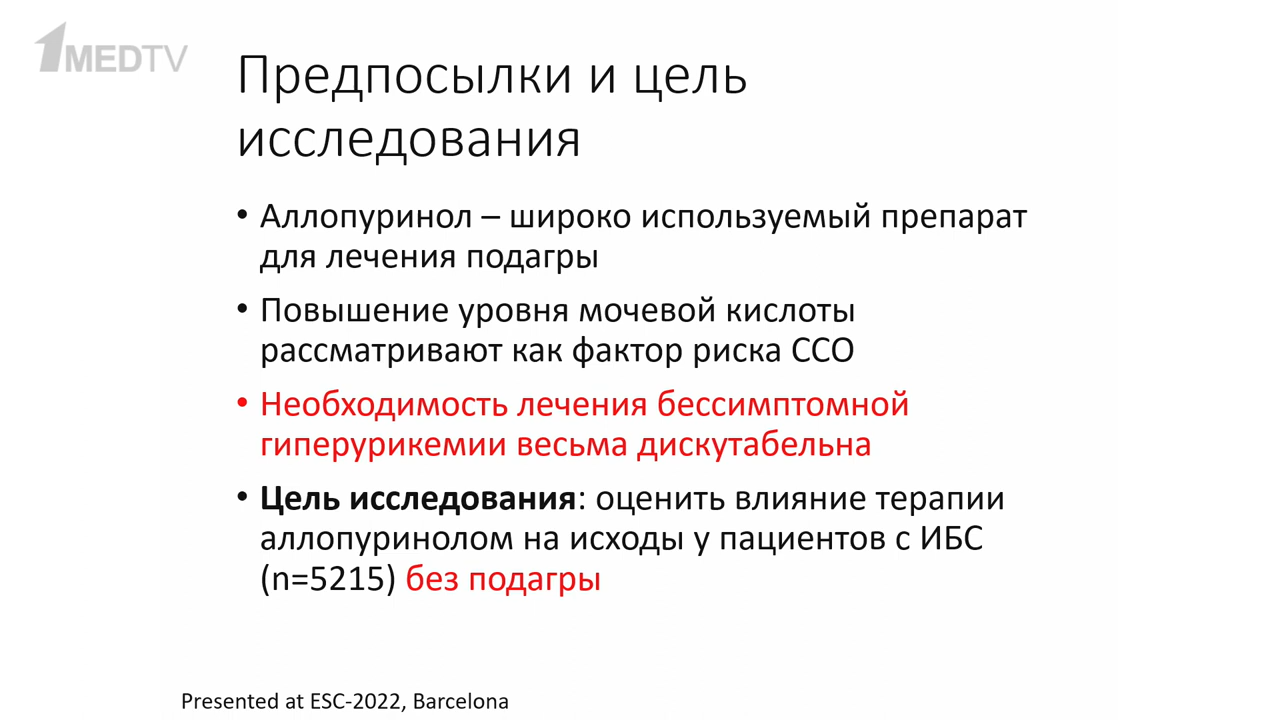 1MEDTV
Предпосылки и цель
исследования
• Аллопуринол – широко используемый препарат
для лечения подагры
• Повышение уровня мочевой кислоты
рассматривают как фактор риска ССО
• Необходимость лечения бессимптомной
гиперурикемии весьма дискутабельна
• Цель исследования: оценить влияние терапии
аллопуринолом на исходы у пациентов с ИБС
(n=5215) без подагры
Presented at ESC-2022, Barcelona